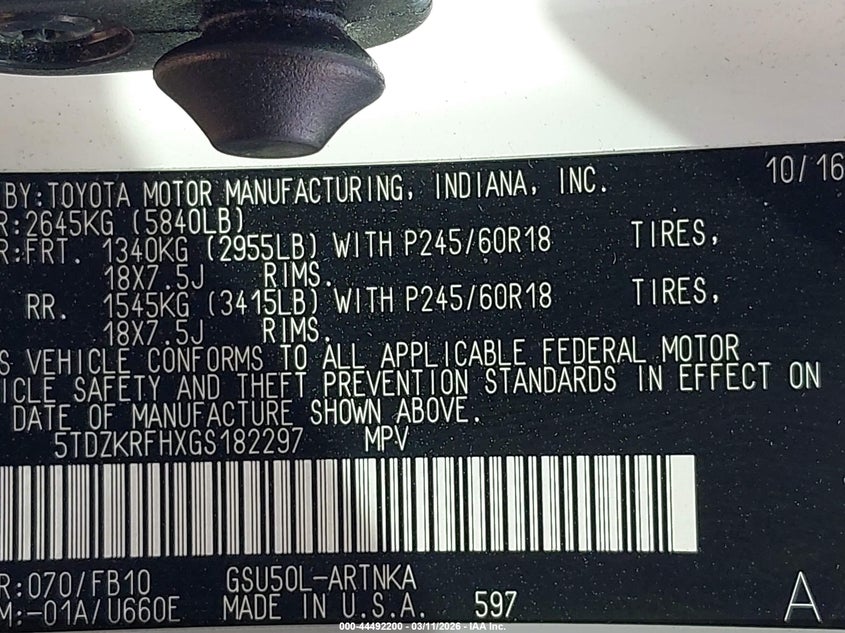 BY:TOYOTA MOTOR MANUFACTURING, INDIANA, INC. 10/16
R:2645KG (5840LB)
R:FRT. 1340KG (2955LB) WITH P245/60R18 TIRES,
18X7.5J RIMS.
RR. 1545KG (3415LB) WITH P245/60R18 TIRES,
18X7.5J RIMS.
S VEHICLE CONFORMS TO ALL APPLICABLE FEDERAL MOTOR
ICLE SAFETY AND THEFT PREVENTION STANDARDS IN EFFECT ON
DATE OF MANUFACTURE SHOWN ABOVE.
5TDZKRFHXGS182297 MPV
R:070/FB10 GSU50L-ARTNKA
M:-01A/U660E MADE IN U.S.A. 597 A
000-44492200 - 03/11/2026 - IAA Inc.